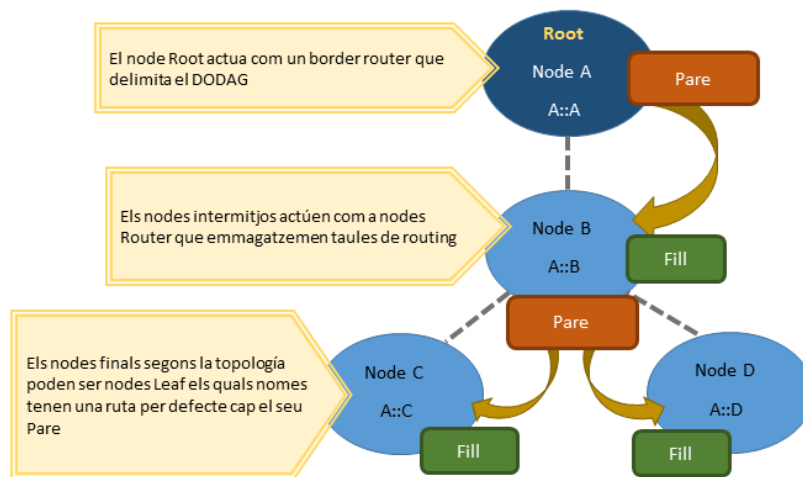 El node Root actua com un border router que
delimita el DODAG
Root
Node A
A::A
Pare
Els nodes intermitjos actúen com a nodes
Router que emmagatzemen taules de routing
Node B
A::B
Fill
Pare
Els nodes finals segons la topología
poden ser nodes Leaf els quals nomes
tenen una ruta per defecte cap el seu
Pare
Node C
A::C
Fill
Node D
A::D
Fill